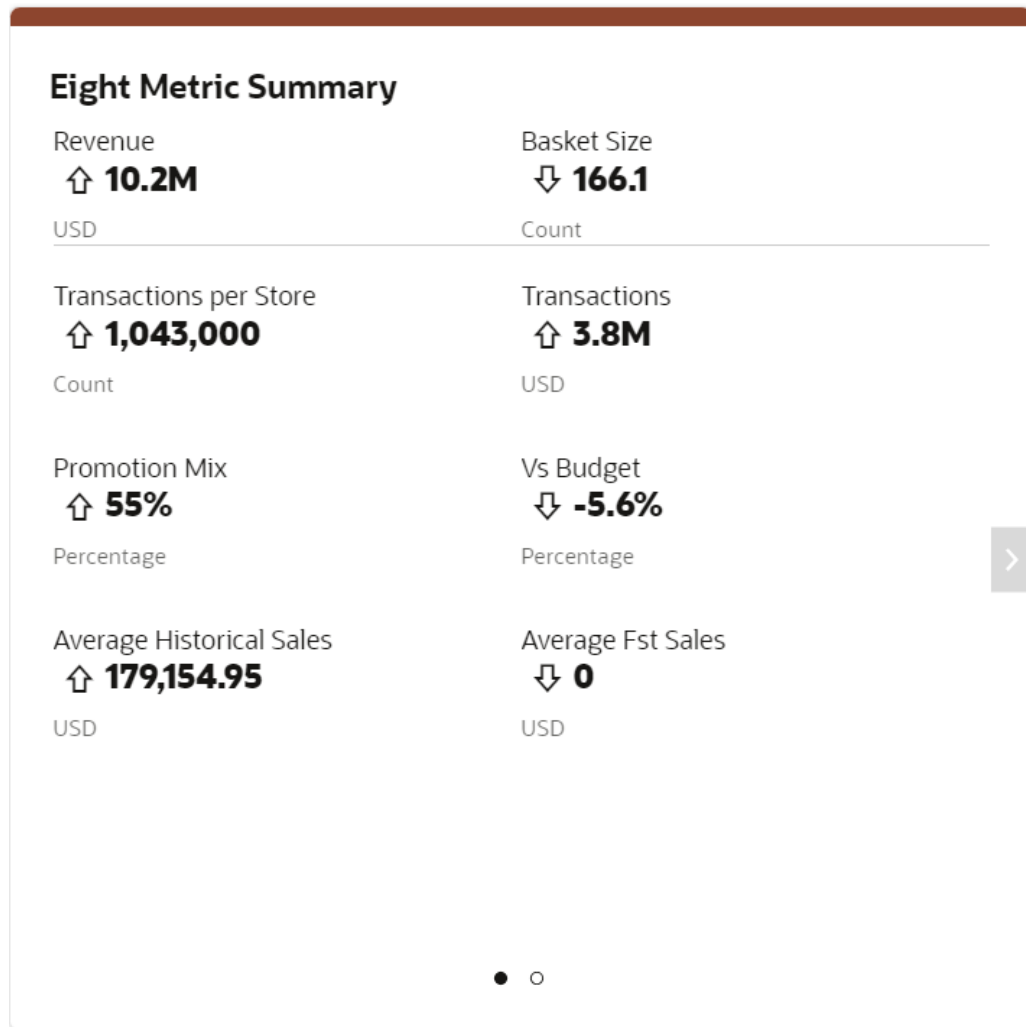 Eight Metric Summary
Revenue
10.2M
USD
Basket Size
166.1
Count
Transactions per Store
1,043,000
Count
Transactions
3.8M
USD
Promotion Mix
55%
Percentage
Vs Budget
-5.6%
Percentage
Average Historical Sales
179,154.95
USD
Average Fst Sales
0
USD